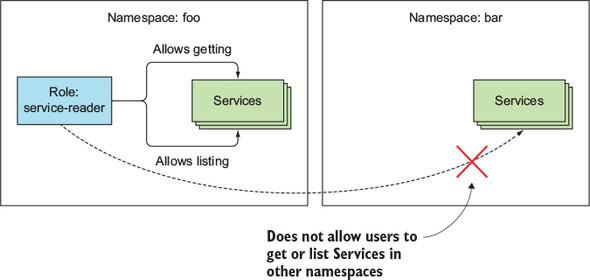 Namespace: foo
Allows getting
Role:
service-reader
Services
Allows listing
Namespace: bar
Services
Does not allow users to
get or list Services in
other namespaces